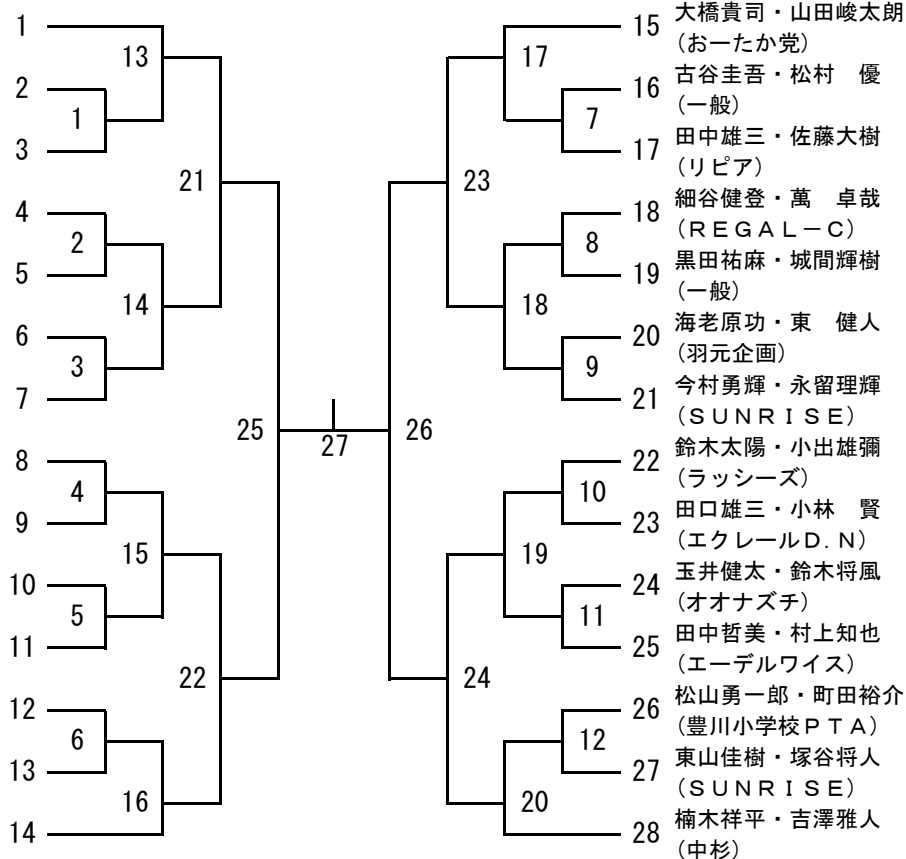 1
13
2
1
3
21
4
2
5
14
6
3
7
25
8
4
9
15
10
5
11
22
12
6
13
16
14
27
26
15 大橋貴司・山田峻太朗
(おーたか党)
17
16 古谷圭吾・松村　優
(一般)
7
17 田中雄三・佐藤大樹
(リピア)
23
18 細谷健登・萬　卓哉
(ＲＥＧＡＬ－Ｃ)
8
19 黒田祐麻・城間輝樹
(一般)
18
20 海老原功・東　健人
(羽元企画)
9
21 今村勇輝・永留理輝
(ＳＵＮＲＩＳＥ)
22 鈴木太陽・小出雄彌
(ラッシーズ)
10
23 田口雄三・小林　賢
(エクレールＤ.Ｎ)
19
24 玉井健太・鈴木将風
(オオナズチ)
11
25 田中哲美・村上知也
(エーデルワイス)
24
26 松山勇一郎・町田裕介
(豊川小学校ＰＴＡ)
12
27 東山佳樹・塚谷将人
(ＳＵＮＲＩＳＥ)
20
28 楠木祥平・吉澤雅人
(中杉)